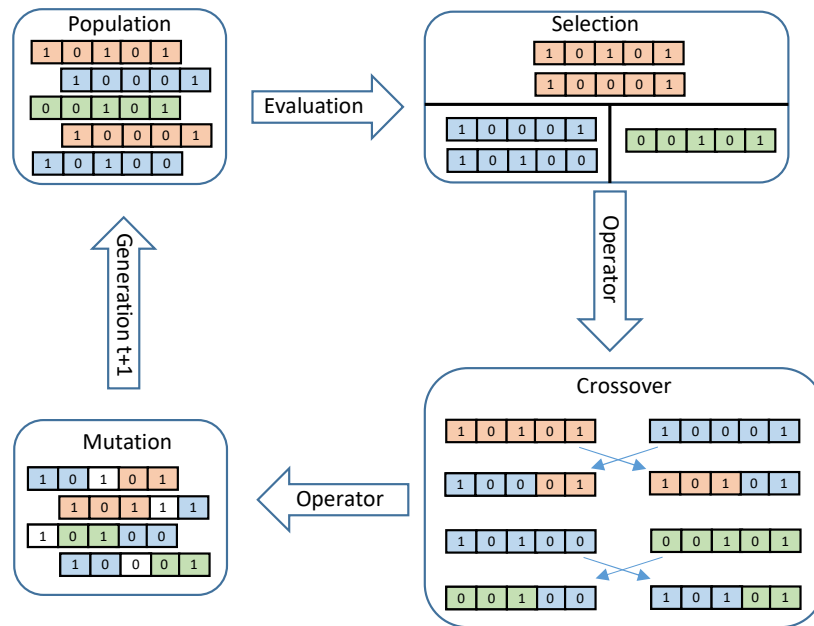 Population
1 0 1 0 1
1 0 0 0 1
0 0 1 0 1
1 0 0 0 1
1 0 1 0 0
Evaluation
Selection
1 0 1 0 1
1 0 0 0 1
1 0 0 0 1
1 0 1 0 0
0 0 1 0 1
Operator
Crossover
1 0 1 0 1
1 0 0 0 1
1 0 0 0 1
1 0 1 0 1
1 0 1 0 0
0 0 1 0 1
0 0 1 0 0
1 0 1 0 1
Operator
Mutation
1 0 1 0 1
1 0 1 1 1
1 0 1 0 0
1 0 0 0 1
Generation t+1